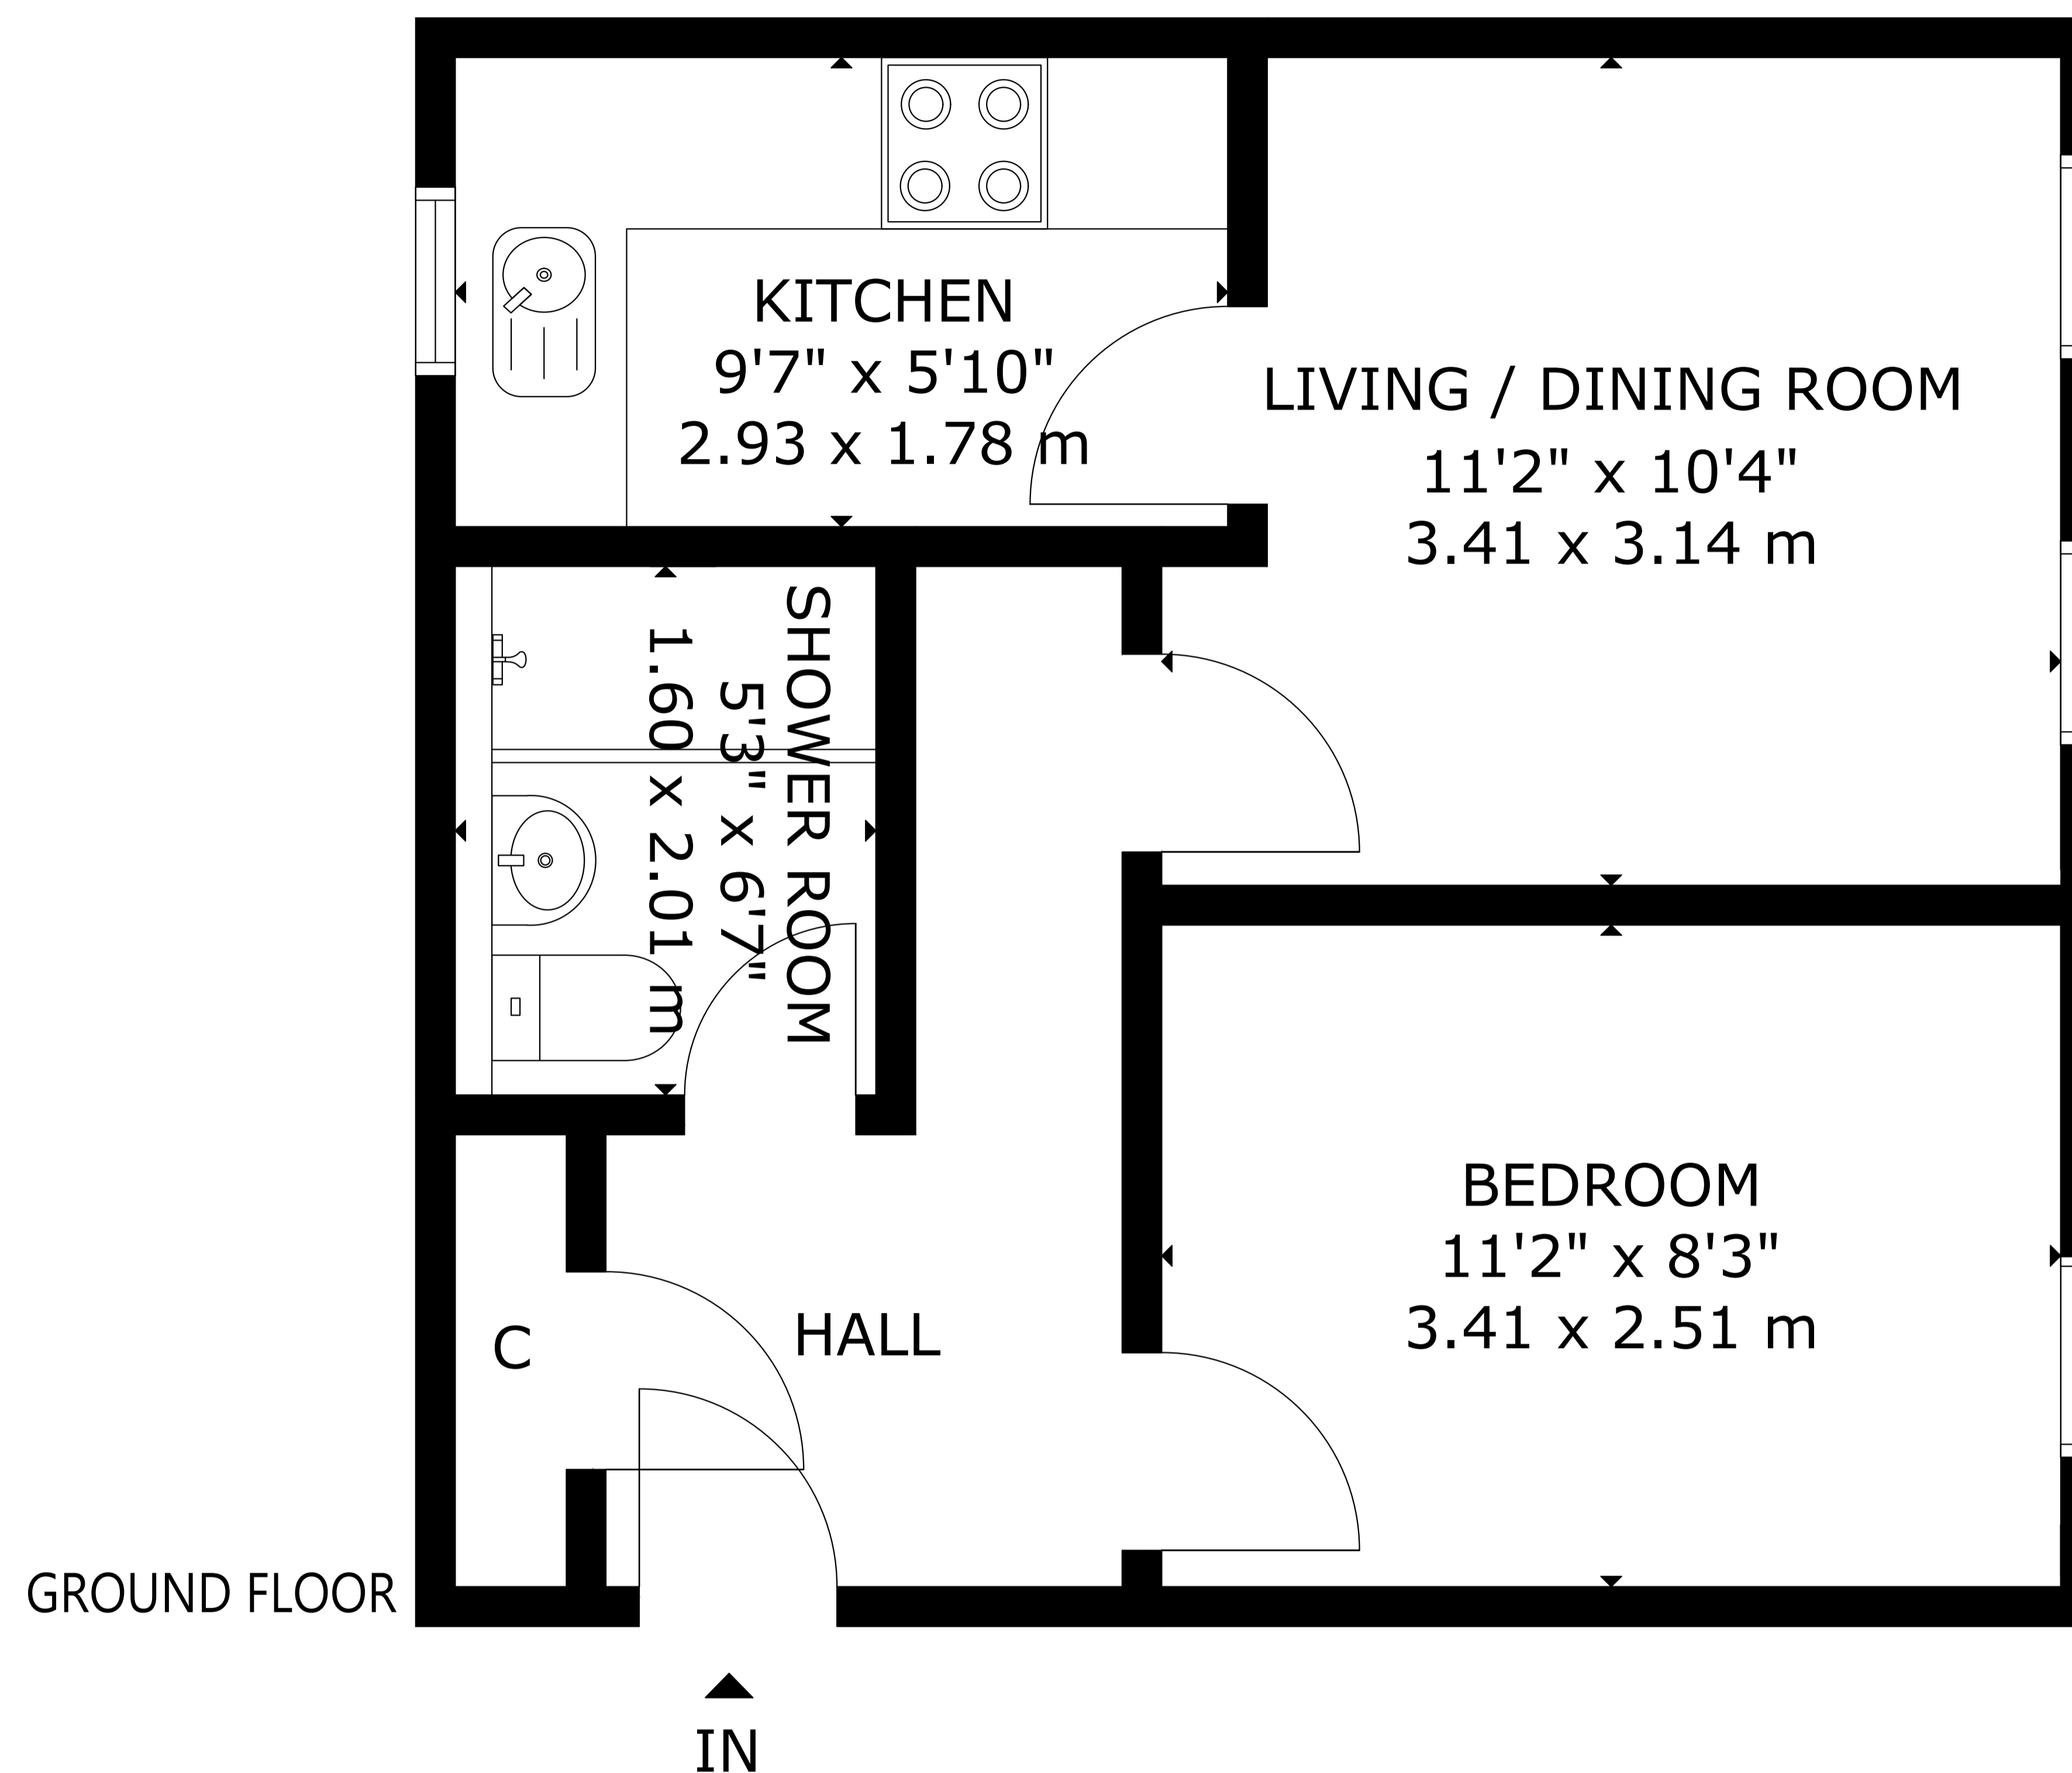 KITCHEN
9'7" x 5'10"
2.93 x 1.78 m
LIVING / DINING ROOM
11'2" x 10'4"
3.41 x 3.14 m
SHOWER ROOM
5'3" x 6'7"
1.60 x 2.01 m
BEDROOM
11'2" x 8'3"
3.41 x 2.51 m
C
HALL
GROUND FLOOR
IN